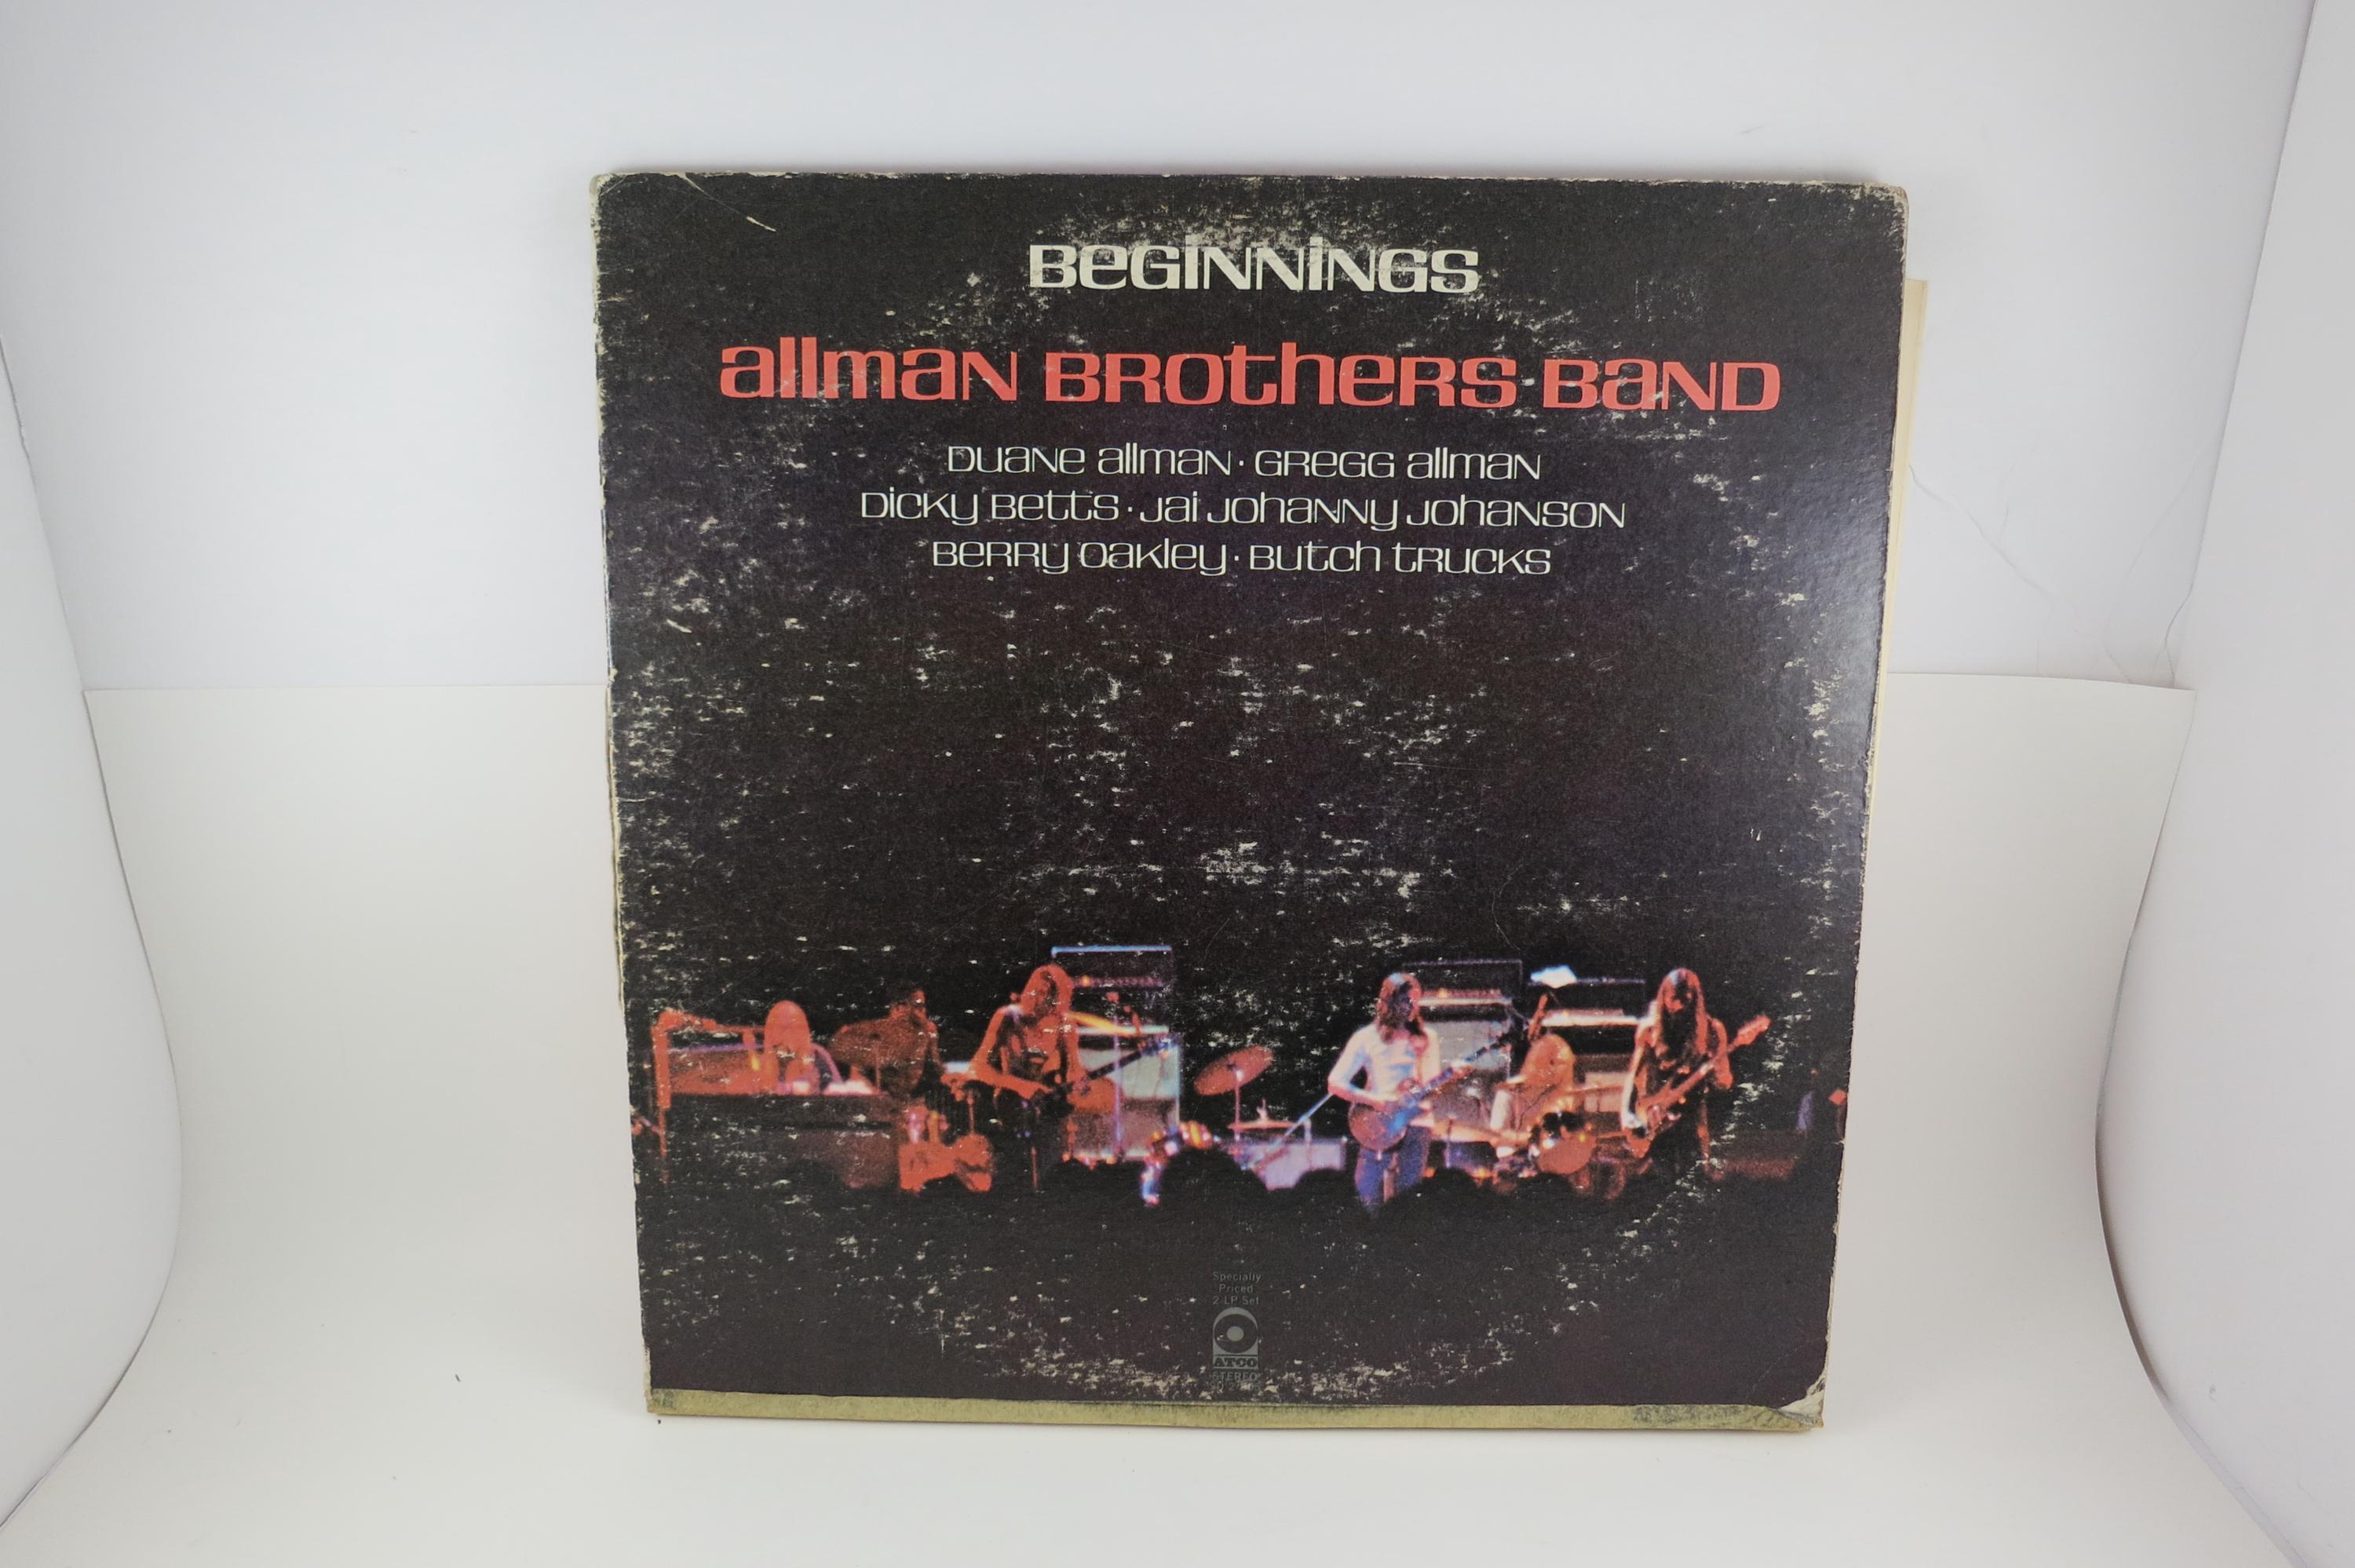 BeGiNNiNGS
allmaN BROtheRS BaND
DuaNe allmaN · GReGG allmaN
Dicky Betts · Jai JohaNNy JohaNSON
BeRRy Oakley · Butch tRucks
Specially
Priced
2-LP Set
ATCO
STEREO